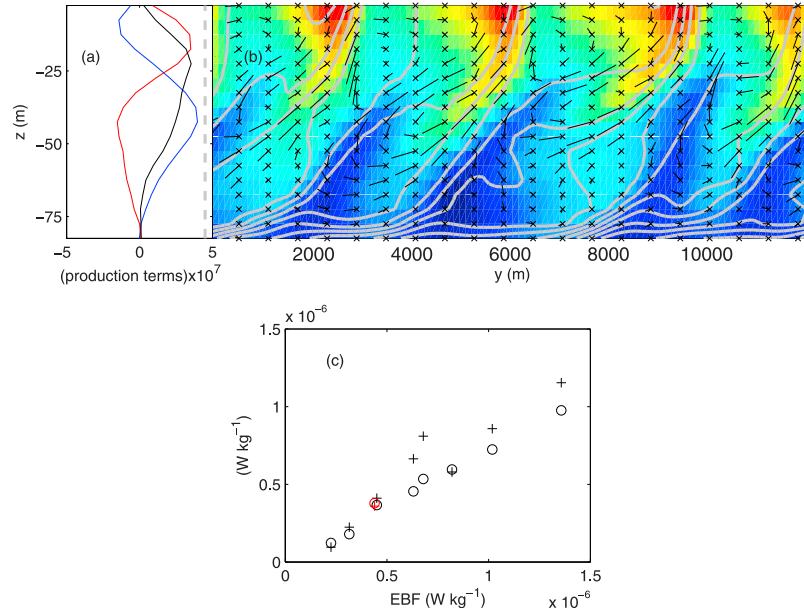 (a)
(b)
z (m)
−25
−50
−75
−5
0
5
(production terms)x10⁷
2000
4000
6000
8000
10000
y (m)
x 10⁻⁶
1.5
(c)
1
(W kg⁻¹)
0.5
0
0
0.5
1
1.5
EBF (W kg⁻¹)
x 10⁻⁶